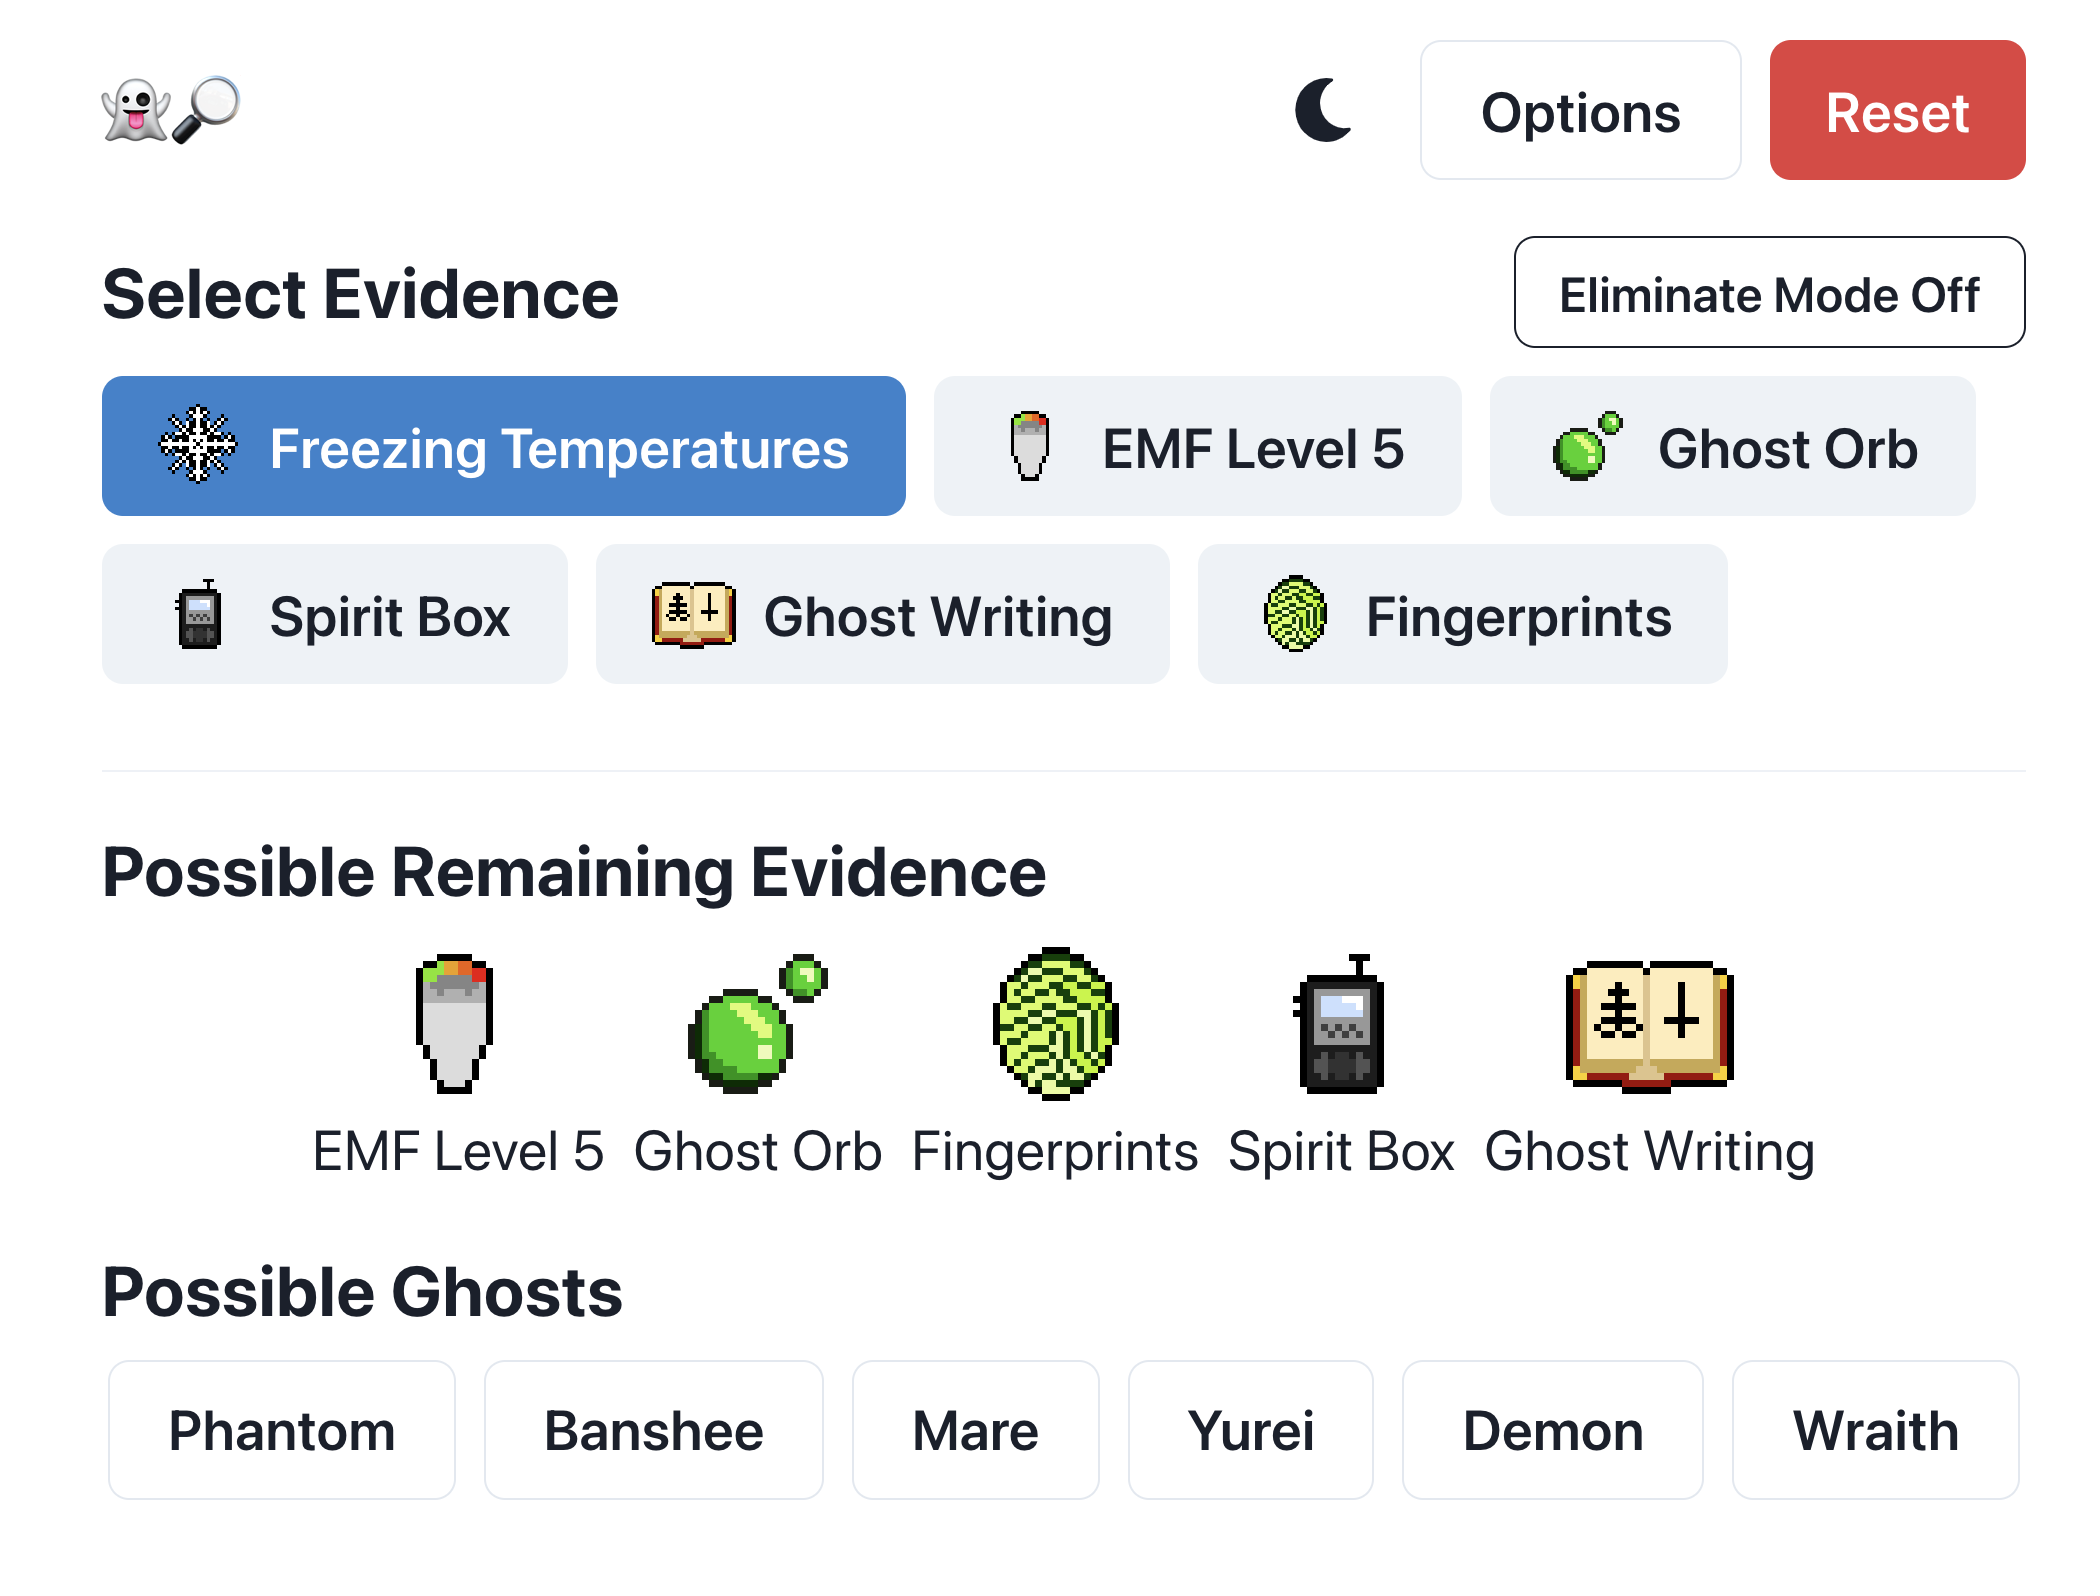 Options
Reset
Select Evidence
Eliminate Mode Off
Freezing Temperatures
EMF Level 5
Ghost Orb
Spirit Box
Ghost Writing
Fingerprints
Possible Remaining Evidence
EMF Level 5
Ghost Orb
Fingerprints
Spirit Box
Ghost Writing
Possible Ghosts
Phantom
Banshee
Mare
Yurei
Demon
Wraith